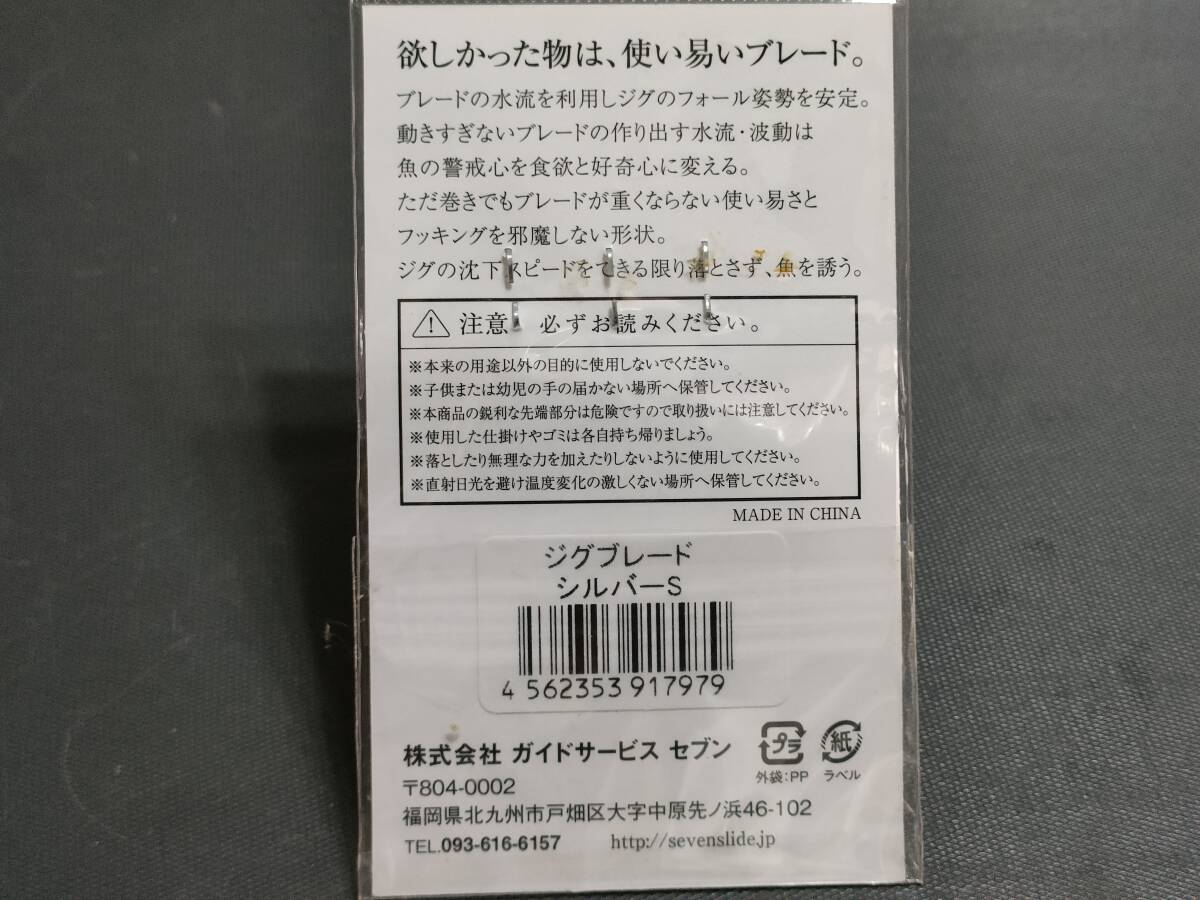 欲しかった物は、使い易いブレード。
ブレードの水流を利用しジグのフォール姿勢を安定。
動きすぎないブレードの作り出す水流・波動は
魚の警戒心を食欲と好奇心に変える。
ただ巻きでもブレードが重くならない使い易さと
フッキングを邪魔しない形状。
ジグの沈下スピードをできる限り落とさず、魚を誘う。
注意 必ずお読みください。
※本来の用途以外の目的に使用しないでください。
※子供または幼児の手の届かない場所へ保管してください。
※本商品の鋭利な先端部分は危険ですので取り扱いには注意してください。
※使用した仕掛けやゴミは各自持ち帰りましょう。
※落としたり無理な力を加えたりしないように使用してください。
※直射日光を避け温度変化の激しくない場所へ保管してください。
MADE IN CHINA
ジグブレード
シルバーS
4 562353 917979
株式会社 ガイドサービス セブン
〒804-0002
福岡県北九州市戸畑区大字中原先ノ浜46-102
TEL.093-616-6157 http://sevenslide.jp
プラ 紙
外袋:PP ラベル